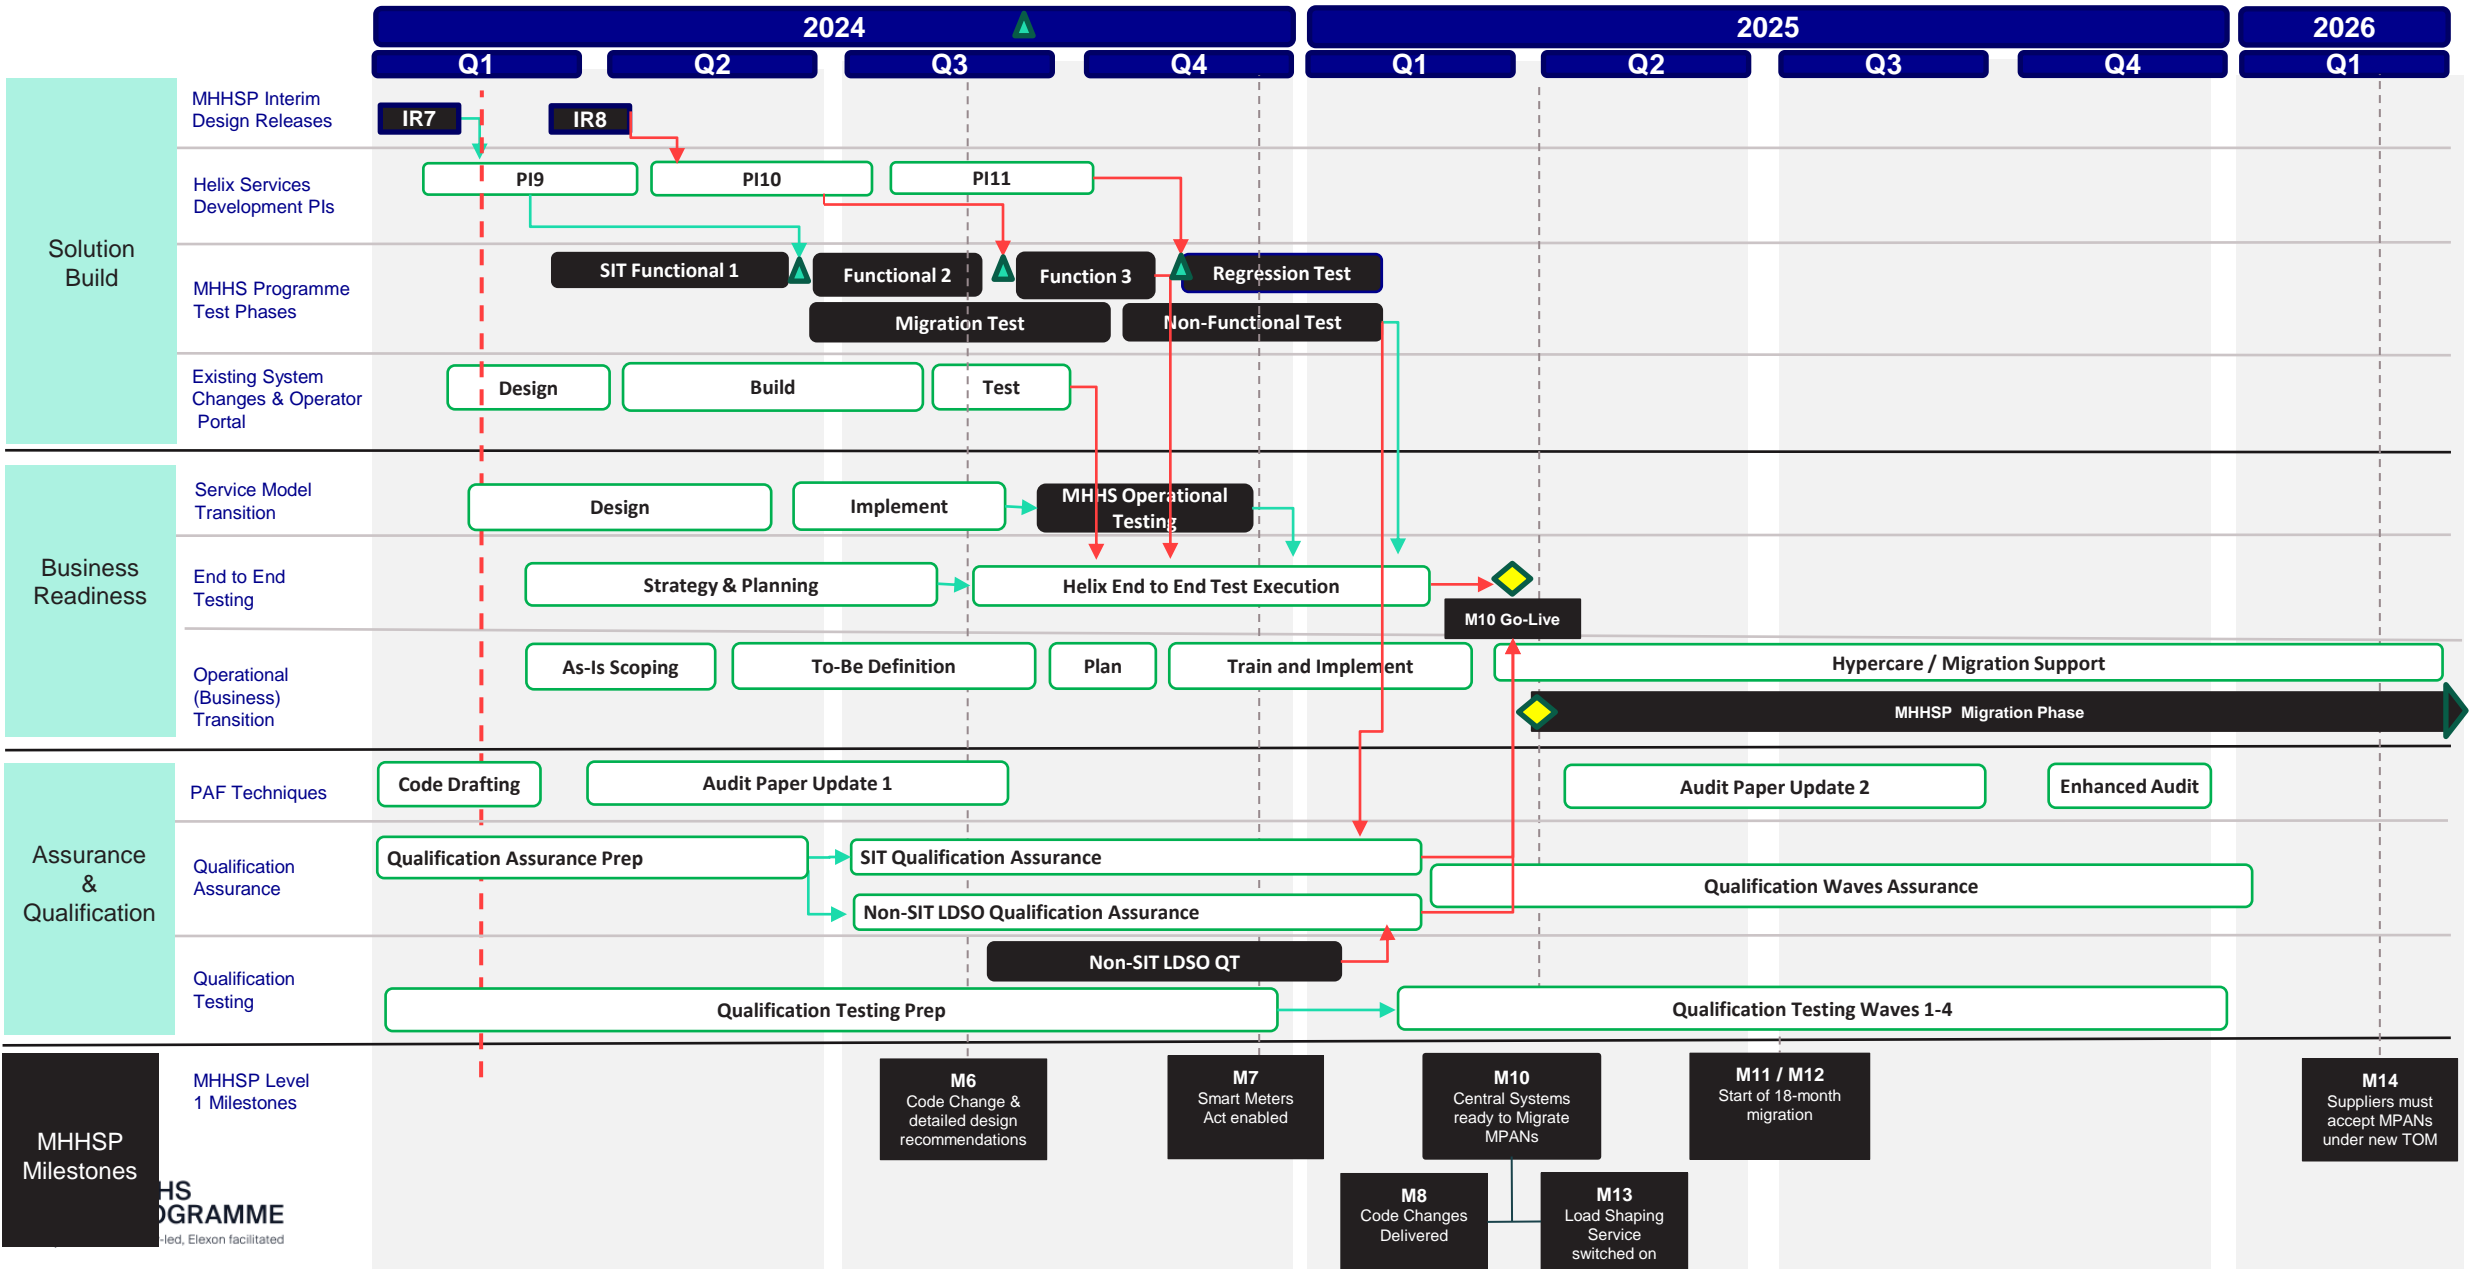 2024
2025
2026
Q1
Q2
Q3
Q4
Q1
Q2
Q3
Q4
Q1
Solution
Build
MHHSP Interim
Design Releases
IR7
IR8
Helix Services
Development PIs
PI9
PI10
PI11
MHHS Programme
Test Phases
SIT Functional 1
Functional 2
Function 3
Regression Test
Migration Test
Non-Functional Test
Existing System
Changes & Operator
Portal
Design
Build
Test
Business
Readiness
Service Model
Transition
Design
Implement
MHHS Operational
Testing
End to End
Testing
Strategy & Planning
Helix End to End Test Execution
M10 Go-Live
Operational
(Business)
Transition
As-Is Scoping
To-Be Definition
Plan
Train and Implement
Hypercare / Migration Support
MHHSP Migration Phase
Assurance
&
Qualification
PAF Techniques
Code Drafting
Audit Paper Update 1
Audit Paper Update 2
Enhanced Audit
Qualification
Assurance
Qualification Assurance Prep
SIT Qualification Assurance
Qualification Waves Assurance
Non-SIT LDSO Qualification Assurance
Qualification
Testing
Non-SIT LDSO QT
Qualification Testing Prep
Qualification Testing Waves 1-4
MHHSP
Milestones
MHHSP Level
1 Milestones
M6
Code Change &
detailed design
recommendations
M7
Smart Meters
Act enabled
M10
Central Systems
ready to Migrate
MPANs
M11 / M12
Start of 18-month
migration
M14
Suppliers must
accept MPANs
under new TOM
M8
Code Changes
Delivered
M13
Load Shaping
Service
switched on
HS
OGRAMME
-led, Elexon facilitated